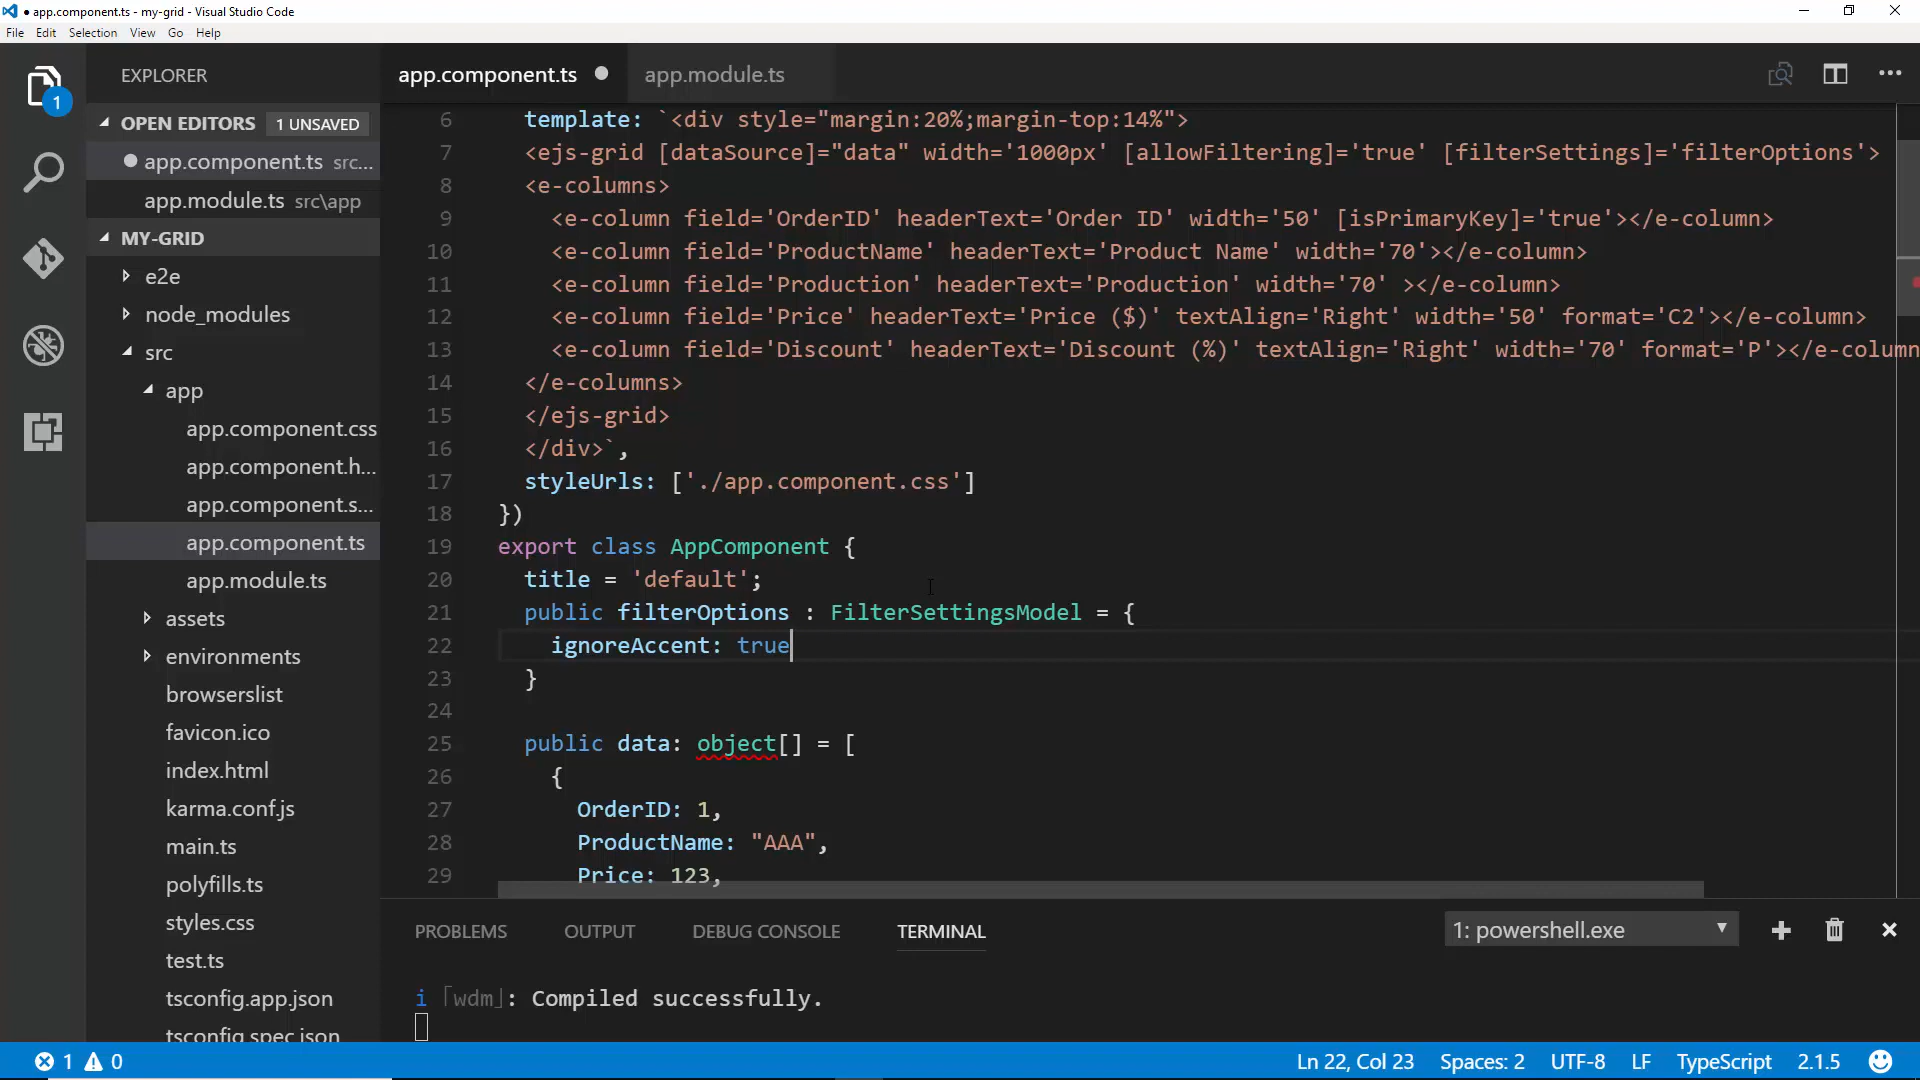 ● app.component.ts - my-grid - Visual Studio Code
File Edit Selection View Go Help
EXPLORER
app.component.ts
app.module.ts
1
OPEN EDITORS 1 UNSAVED
app.component.ts src...
app.module.ts src\app
MY-GRID
e2e
node_modules
src
app
app.component.css
app.component.h...
app.component.s...
app.component.ts
app.module.ts
assets
environments
browserslist
favicon.ico
index.html
karma.conf.js
main.ts
polyfills.ts
styles.css
test.ts
tsconfig.app.json
tsconfig.spec.json
6 template: `<div style="margin:20%;margin-top:14%">
7 <ejs-grid [dataSource]="data" width='1000px' [allowFiltering]='true' [filterSettings]='filterOptions'>
8 <e-columns>
9 <e-column field='OrderID' headerText='Order ID' width='50' [isPrimaryKey]='true'></e-column>
10 <e-column field='ProductName' headerText='Product Name' width='70'></e-column>
11 <e-column field='Production' headerText='Production' width='70' ></e-column>
12 <e-column field='Price' headerText='Price ($)' textAlign='Right' width='50' format='C2'></e-column>
13 <e-column field='Discount' headerText='Discount (%)' textAlign='Right' width='70' format='P'></e-column
14 </e-columns>
15 </ejs-grid>
16 </div>`,
17 styleUrls: ['./app.component.css']
18 })
19 export class AppComponent {
20 title = 'default';
21 public filterOptions : FilterSettingsModel = {
22 ignoreAccent: true
23 }
24
25 public data: object[] = [
26 {
27 OrderID: 1,
28 ProductName: "AAA",
29 Price: 123,
PROBLEMS OUTPUT DEBUG CONSOLE TERMINAL
1: powershell.exe
i ｢wdm｣: Compiled successfully.
1 0
Ln 22, Col 23 Spaces: 2 UTF-8 LF TypeScript 2.1.5